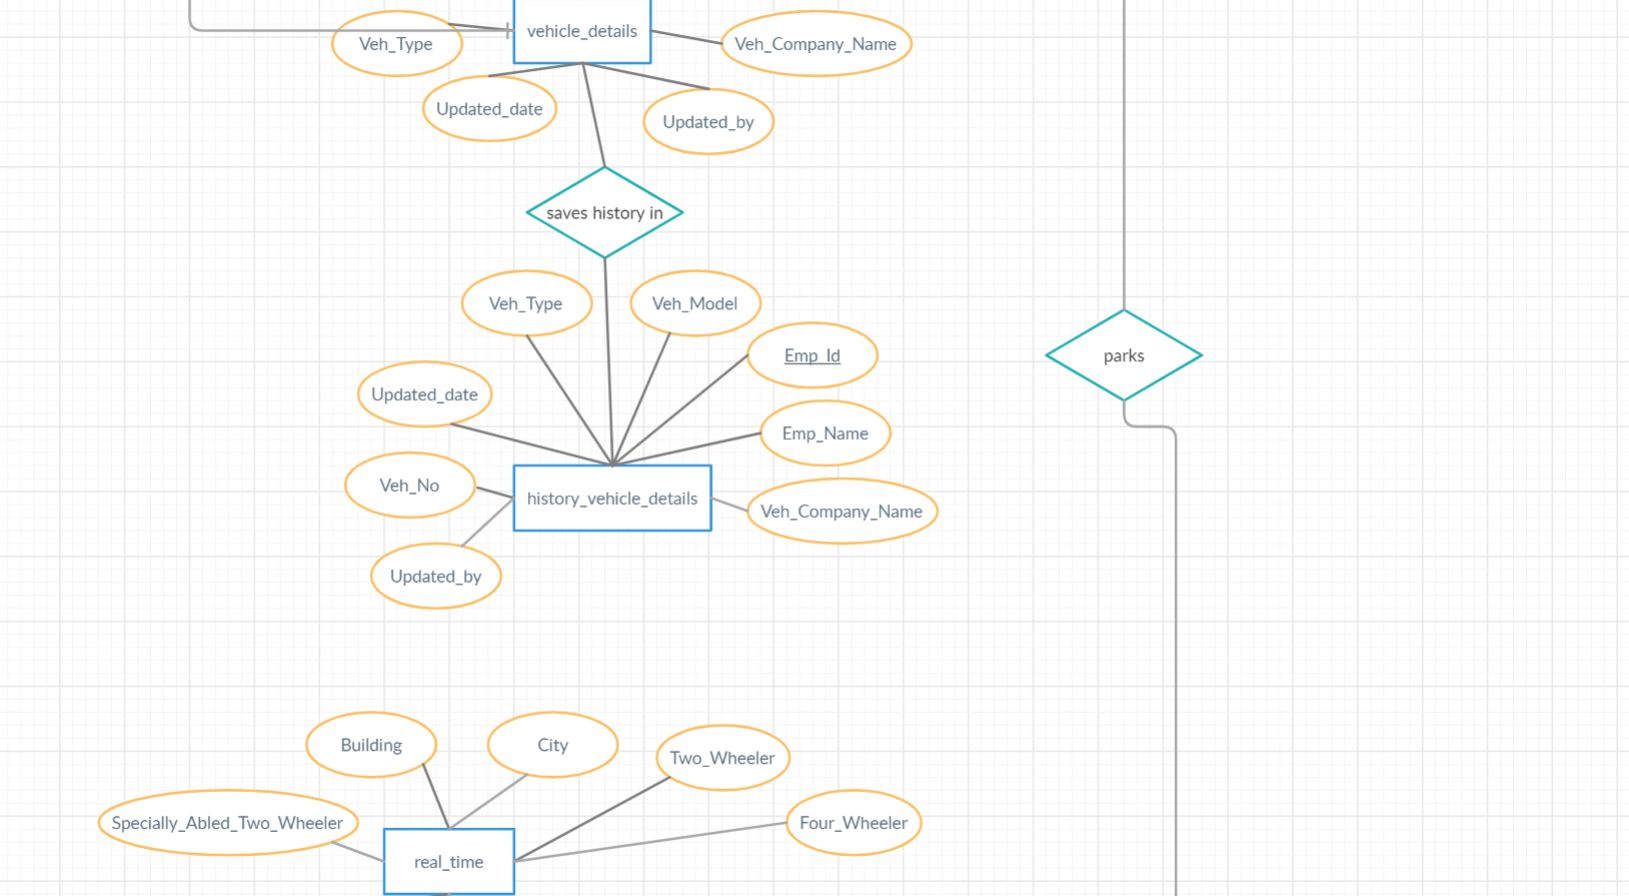 vehicle_details
Veh_Type
Veh_Company_Name
Updated_date
Updated_by
saves history in
Veh_Type
Veh_Model
Emp_Id
parks
Updated_date
Emp_Name
Veh_No
history_vehicle_details
Veh_Company_Name
Updated_by
Building
City
Two_Wheeler
Specially_Abled_Two_Wheeler
Four_Wheeler
real_time